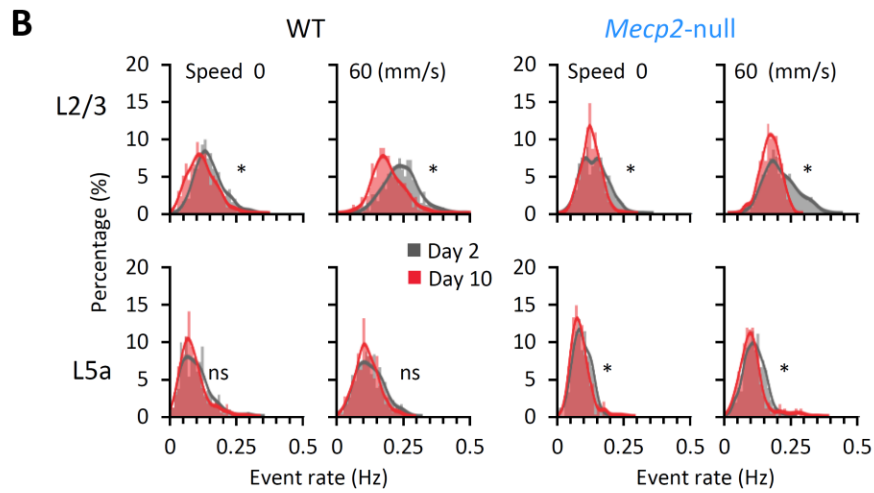 B
WT
Mecp2-null
L2/3
Percentage (%)
20
15
10
5
0
Speed 0
*
60 (mm/s)
*
20
15
10
5
0
Speed 0
*
60 (mm/s)
*
Day 2
Day 10
L5a
20
15
10
5
0
ns
0 0.25 0.5
ns
0 0.25 0.5
Event rate (Hz)
20
15
10
5
0
*
0 0.25 0.5
*
0 0.25 0.5
Event rate (Hz)